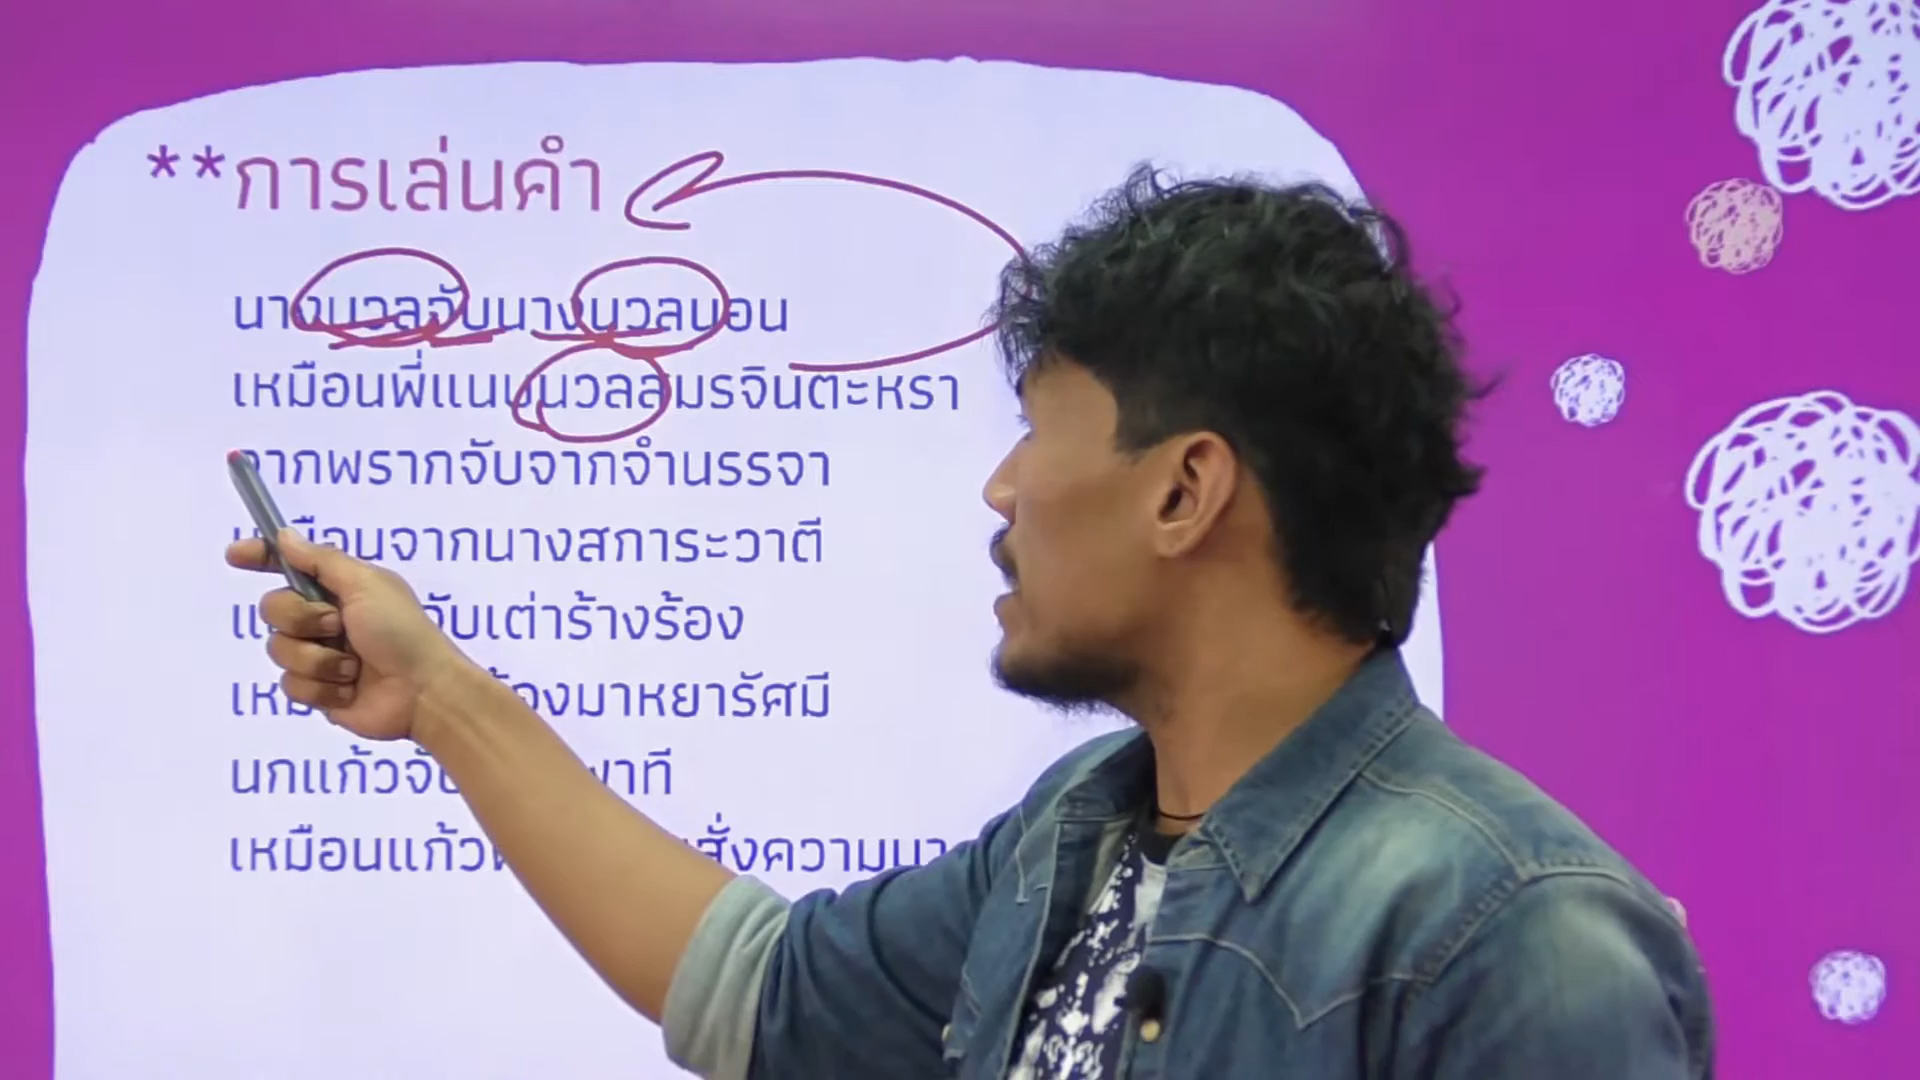 **การเล่นคำ
นางนวลจับนางนวลนอน
เหมือนพี่แนบนวลสมรจินตะหรา
จากพรากจับจากจำนรรจา
เหมือนจากนางสการะวาตี
จับเต่าร้างร้อง
มาหยารัศมี
นกแก้วจับ พาที
เหมือนแก้ว สั่งความมา